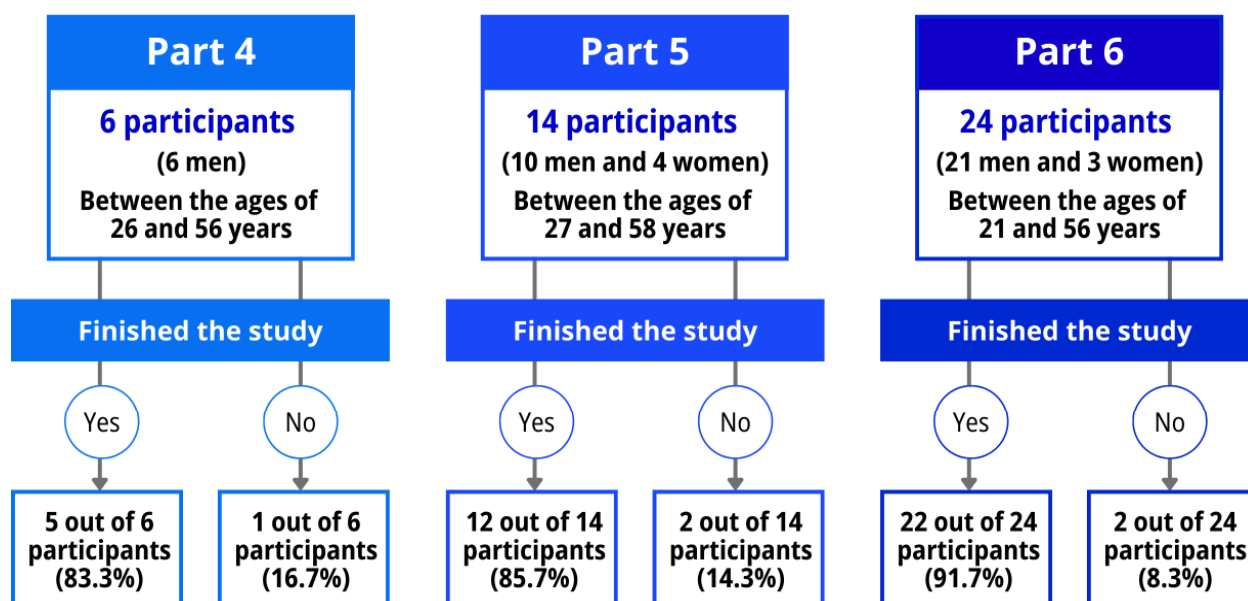 Part 4
6 participants
(6 men)
Between the ages of
26 and 56 years
Finished the study
Yes
No
5 out of 6
participants
(83.3%)
1 out of 6
participants
(16.7%)
Part 5
14 participants
(10 men and 4 women)
Between the ages of
27 and 58 years
Finished the study
Yes
No
12 out of 14
participants
(85.7%)
2 out of 14
participants
(14.3%)
Part 6
24 participants
(21 men and 3 women)
Between the ages of
21 and 56 years
Finished the study
Yes
No
22 out of 24
participants
(91.7%)
2 out of 24
participants
(8.3%)